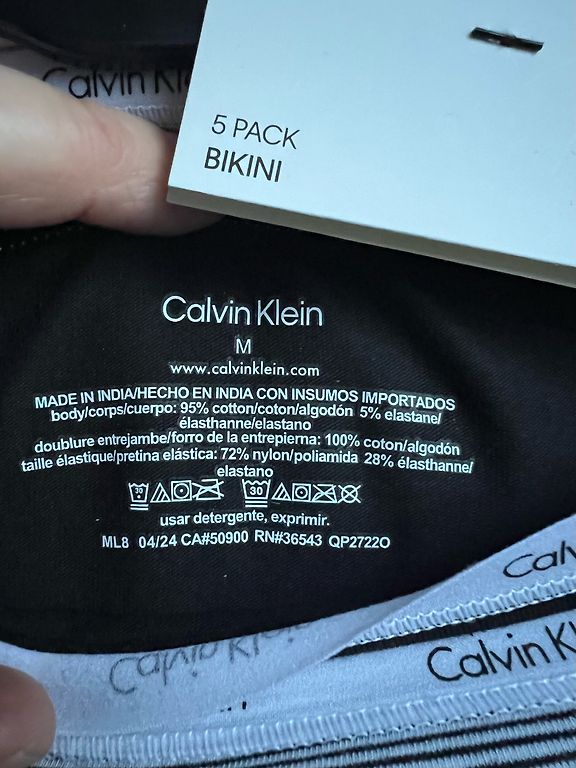 Calvin Kl
5 PACK
BIKINI
Calvin Klein
M
www.calvinklein.com
MADE IN INDIA/HECHO EN INDIA CON INSUMOS IMPORTADOS
body/corps/cuerpo: 95% cotton/coton/algodón 5% elastane/
élasthanne/elastano
doublure entrejambe/forro de la entrepierna: 100% coton/algodón
taille élastique/pretina elástica: 72% nylon/poliamida 28% élasthanne/
elastano
30 30
usar detergente, exprimir.
ML8 04/24 CA#50900 RN#36543 QP2722O
Calv
Calvin Klein
Calvin K